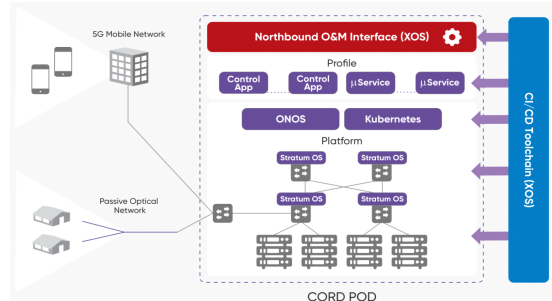 5G Mobile Network
Northbound O&M Interface (XOS)
Profile
Control
App
Control
App
µService
µService
ONOS
Kubernetes
Platform
Stratum OS
Stratum OS
Stratum OS
Stratum OS
Passive Optical
Network
CORD POD
CI/CD Toolchain (XOS)